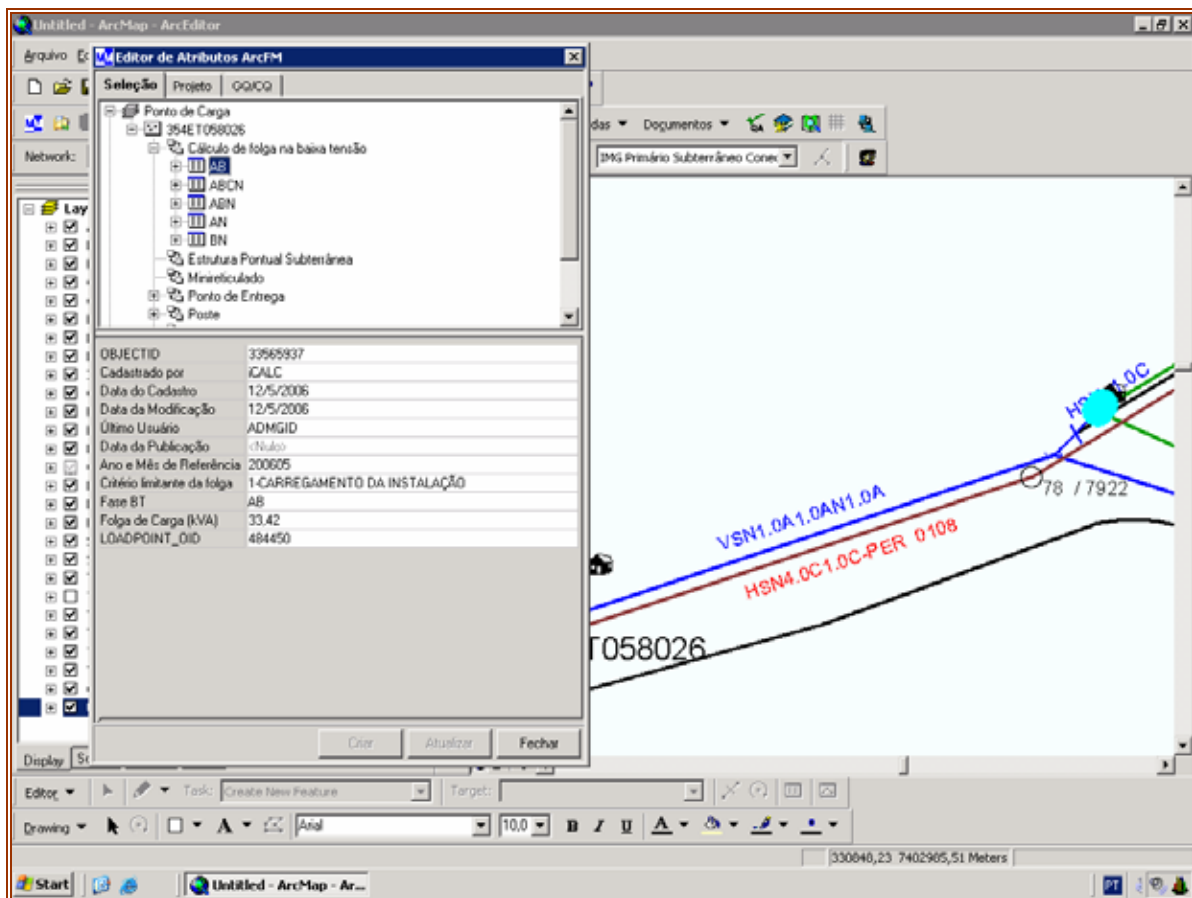 Untitled - ArcMap - ArcEditor
Arquivo
Editor de Atributos ArcFM
Seleção Projeto GQ/CQ
Ponto de Carga
354ET058026
Cálculo de folga na baixa tensão
AB
ABCN
ABN
AN
BN
Estrutura Pontual Subterrânea
Minireticulado
Ponto de Entrega
Poste
das Documentos
Network:
IMG Primário Subterrâneo Conec
Lay
OBJECTID 33565937
Cadastrado por iCALC
Data do Cadastro 12/5/2006
Data da Modificação 12/5/2006
Último Usuário ADMGID
Data da Publicação <Nulo>
Ano e Mês de Referência 200605
Critério limitante da folga 1-CARREGAMENTO DA INSTALAÇÃO
Fase BT AB
Folga de Carga (kVA) 33.42
LOADPOINT_OID 484450
Criar Atualizar Fechar
VSN1.0A1.0AN1.0A
HSN4.0C1.0C-PER 0108
78 / 7922
T058026
Display
Editor Task: Create New Feature Target:
Drawing Arial 10,0 B I U A
330848,23 7402985,51 Meters
Start Untitled - ArcMap - Ar... PT